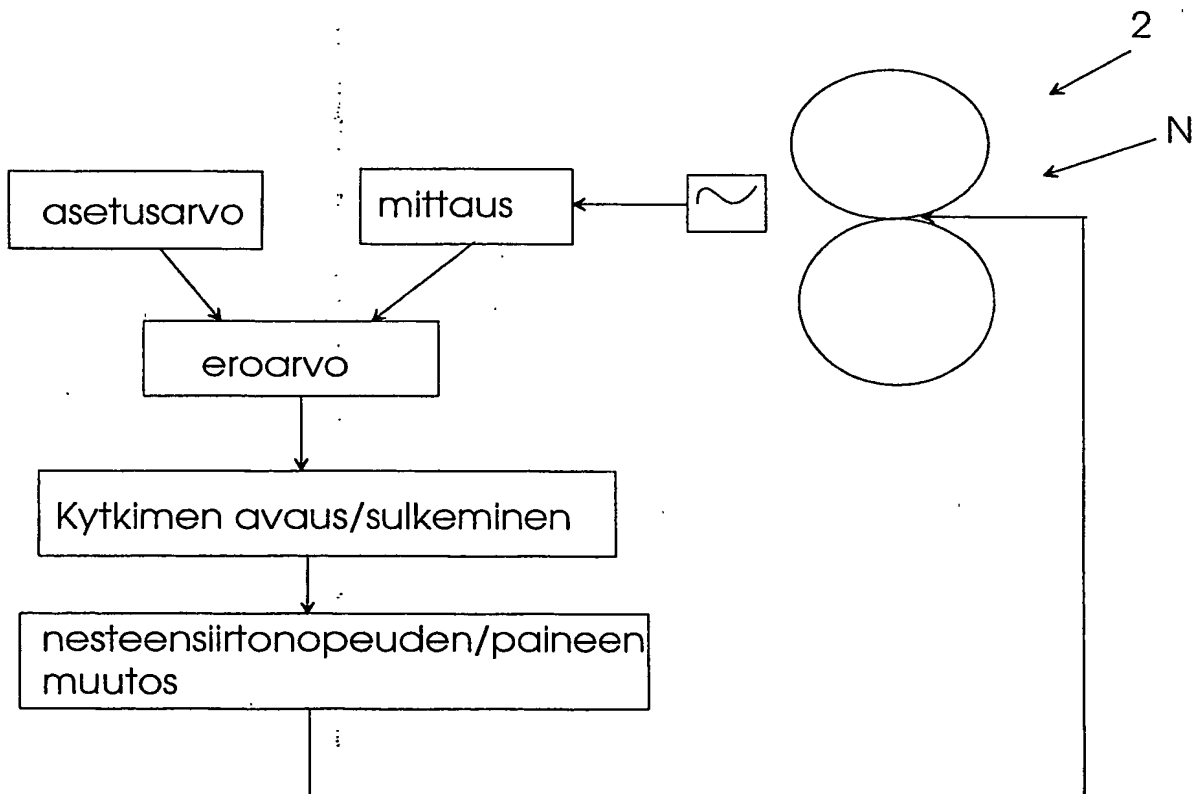 2
N
asetusarvo
mittaus
eroarvo
Kytkimen avaus/sulkeminen
nesteensiirtonopeuden/paineen
muutos